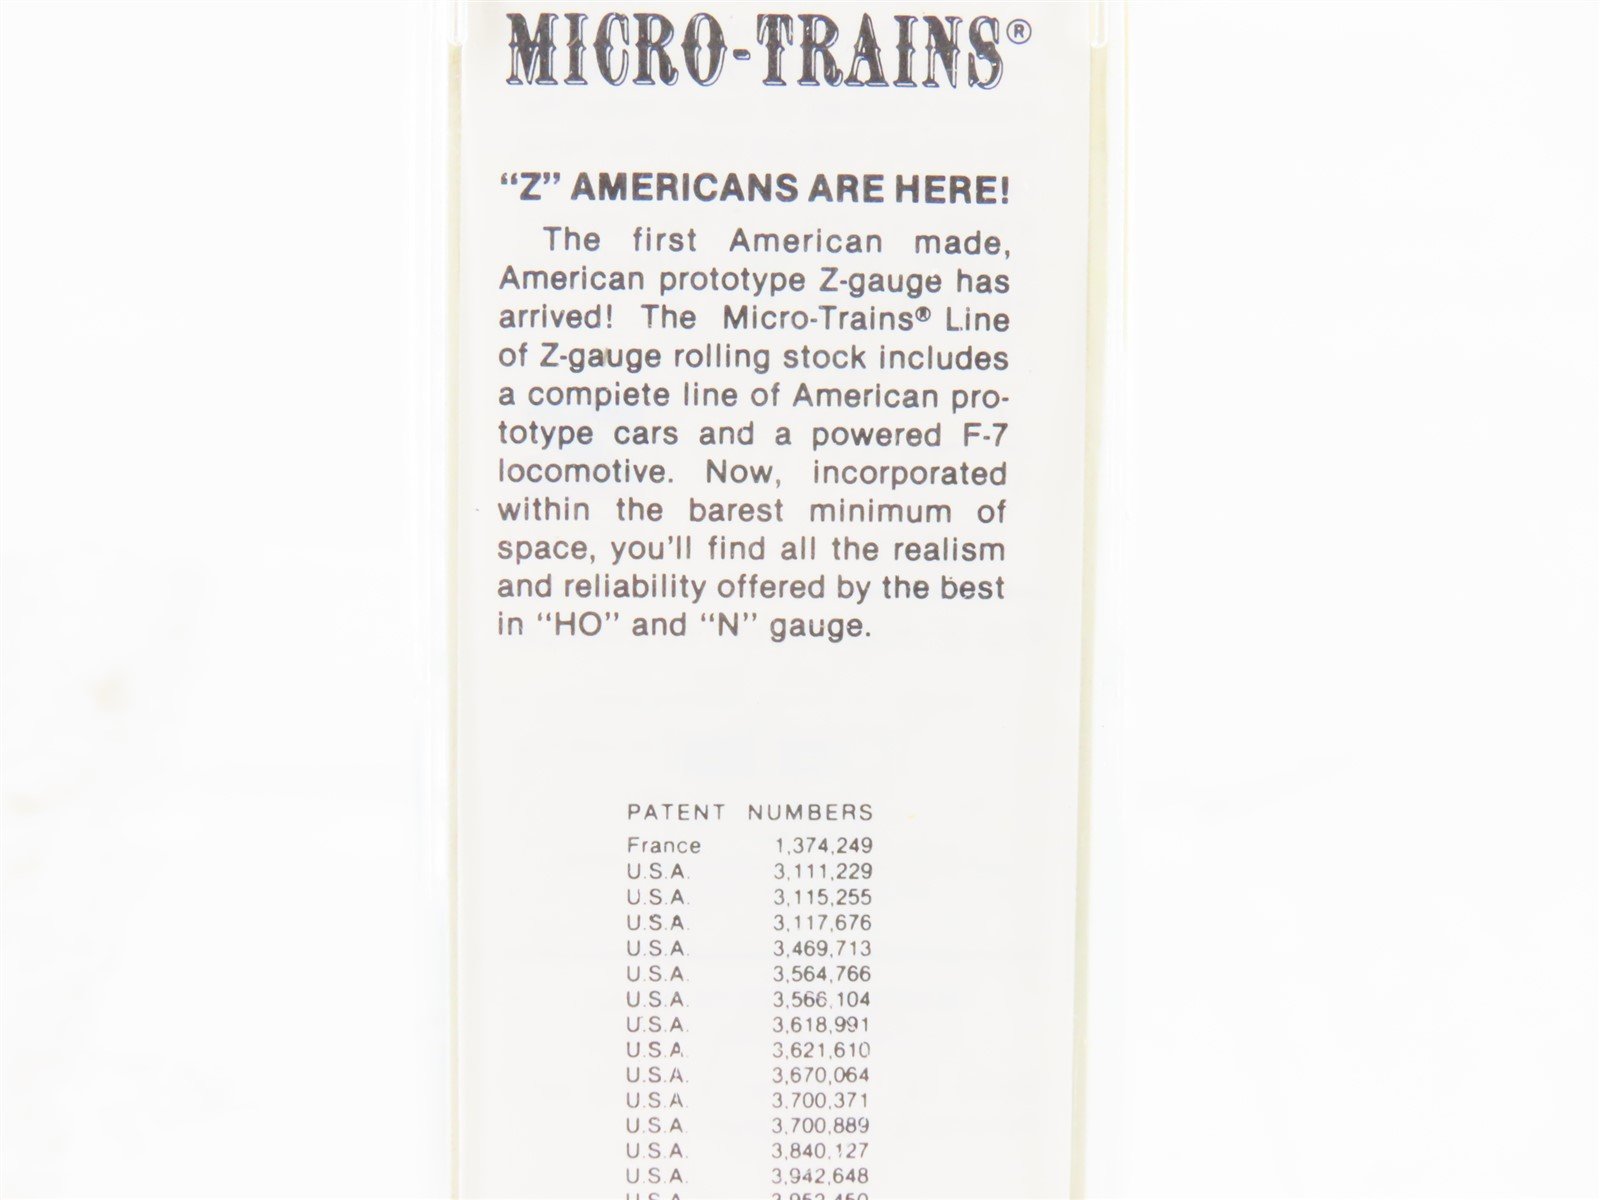 MICRO-TRAINS®
“Z” AMERICANS ARE HERE!
The first American made,
American prototype Z-gauge has
arrived! The Micro-Trains® Line
of Z-gauge rolling stock includes
a complete line of American pro-
totype cars and a powered F-7
locomotive. Now, incorporated
within the barest minimum of
space, you'll find all the realism
and reliability offered by the best
in “HO” and “N” gauge.
PATENT NUMBERS
France 1,374,249
U.S.A. 3,111,229
U.S.A. 3,115,255
U.S.A. 3,117,676
U.S.A. 3,469,713
U.S.A. 3,564,766
U.S.A. 3,566,104
U.S.A. 3,618,991
U.S.A. 3,621,610
U.S.A. 3,670,064
U.S.A. 3,700,371
U.S.A. 3,700,889
U.S.A. 3,840,127
U.S.A. 3,942,648
U.S.A.